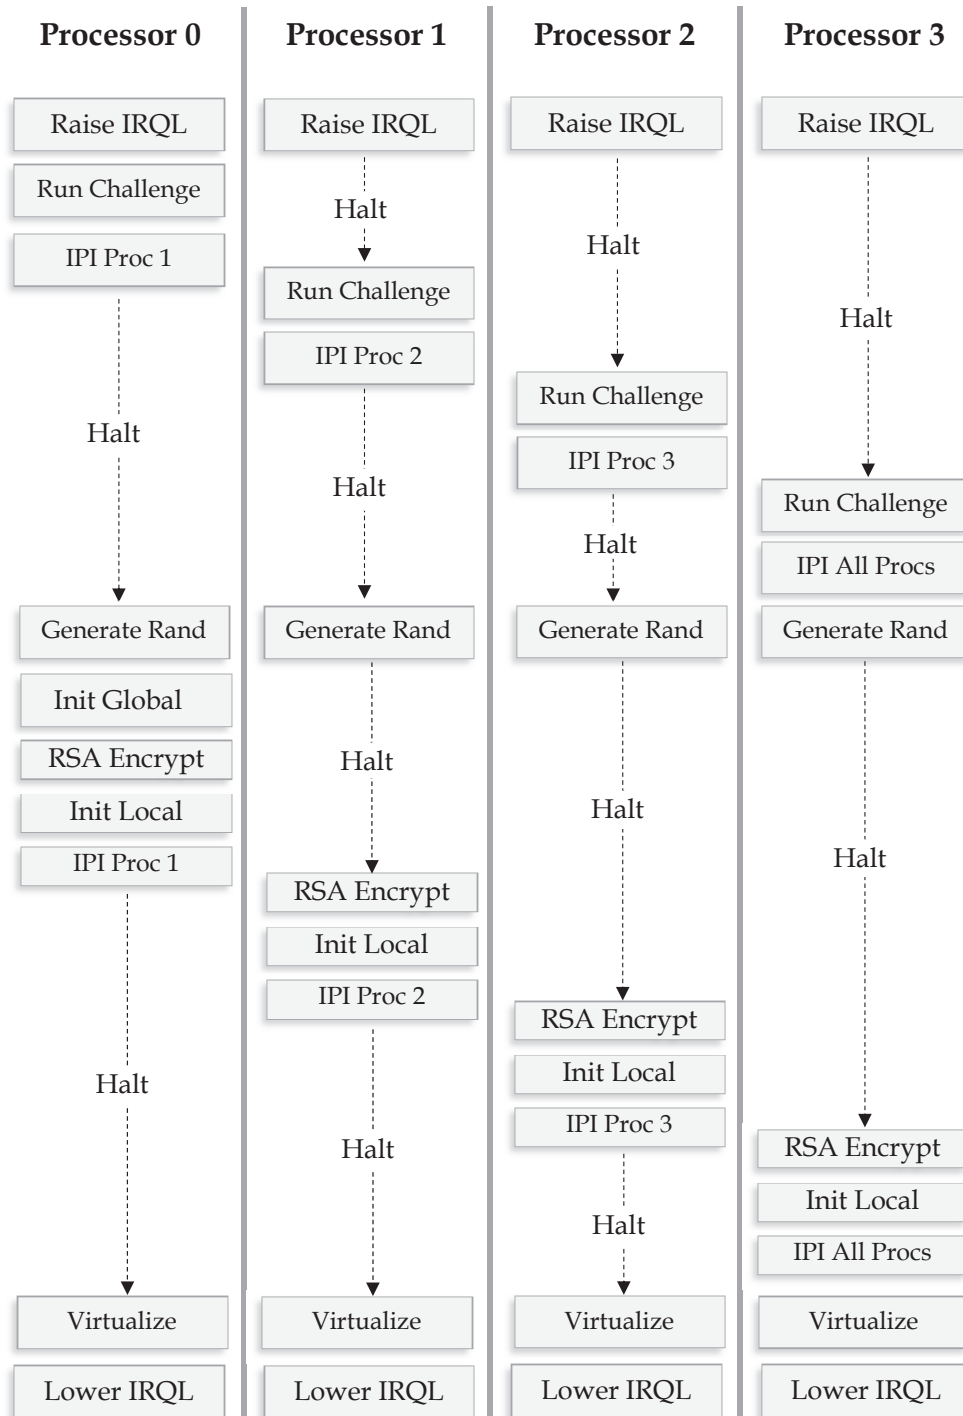 Processor 0
Raise IRQL
Run Challenge
IPI Proc 1
Halt
Generate Rand
Init Global
RSA Encrypt
Init Local
IPI Proc 1
Halt
Virtualize
Lower IRQL
Processor 1
Raise IRQL
Halt
Run Challenge
IPI Proc 2
Halt
Generate Rand
Halt
RSA Encrypt
Init Local
IPI Proc 2
Halt
Virtualize
Lower IRQL
Processor 2
Raise IRQL
Halt
Run Challenge
IPI Proc 3
Halt
Generate Rand
Halt
RSA Encrypt
Init Local
IPI Proc 3
Halt
Virtualize
Lower IRQL
Processor 3
Raise IRQL
Halt
Run Challenge
IPI All Procs
Generate Rand
Halt
RSA Encrypt
Init Local
IPI All Procs
Virtualize
Lower IRQL